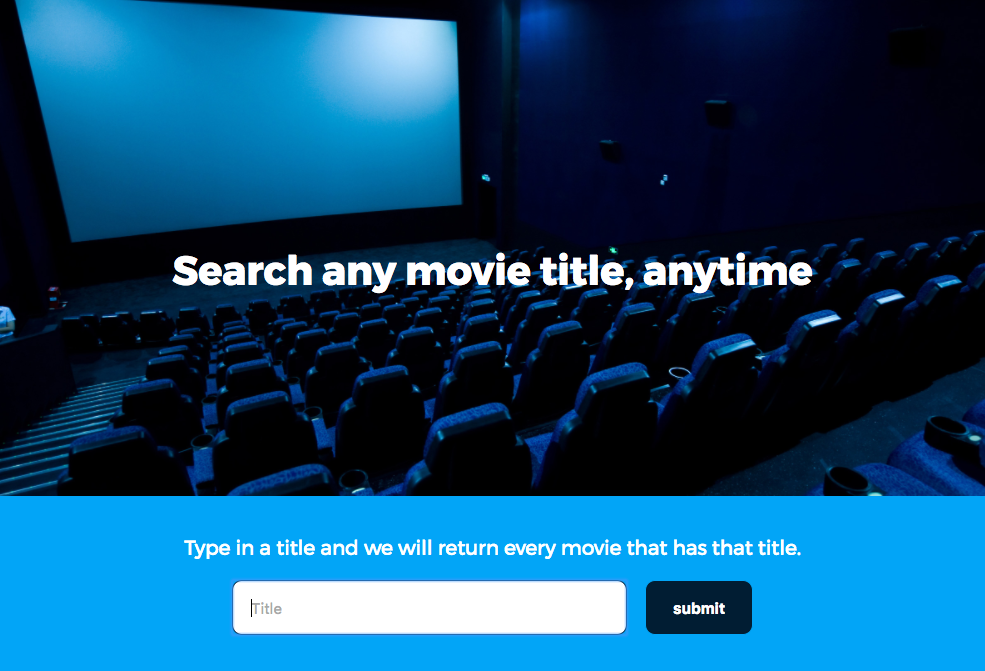 Search any movie title, anytime
Type in a title and we will return every movie that has that title.
Title
submit